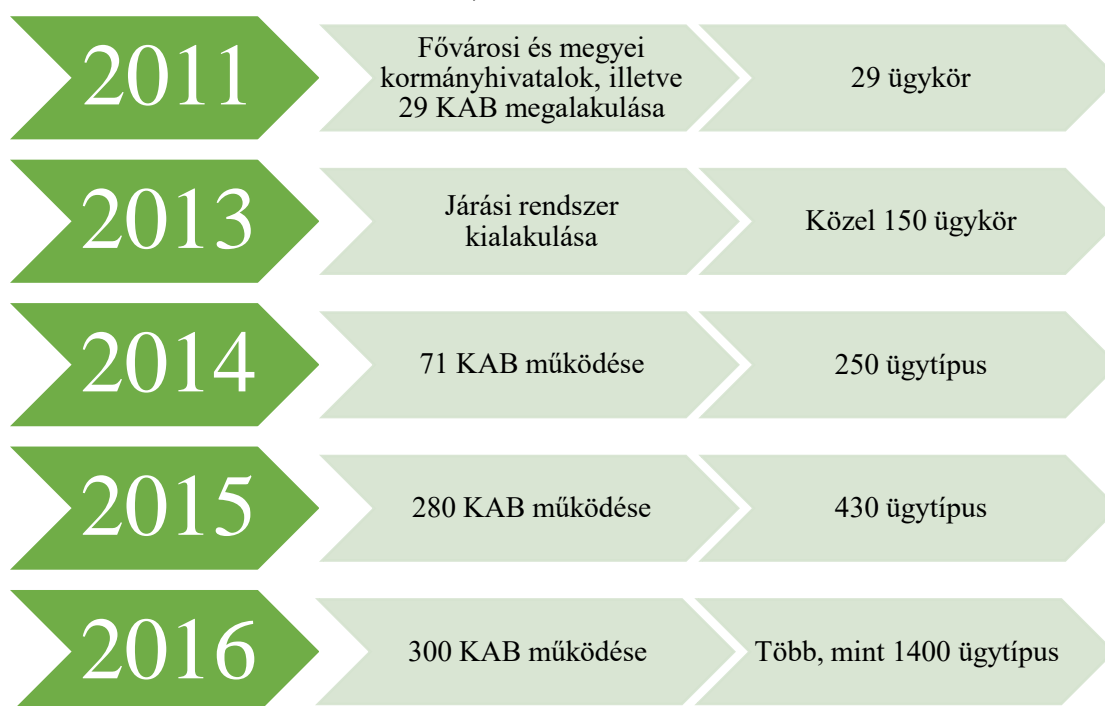 2011
Fővárosi és megyei
kormányhivatalok, illetve
29 KAB megalakulása
29 ügykör
2013
Járási rendszer
kialakulása
Közel 150 ügykör
2014
71 KAB működése
250 ügytípus
2015
280 KAB működése
430 ügytípus
2016
300 KAB működése
Több, mint 1400 ügytípus